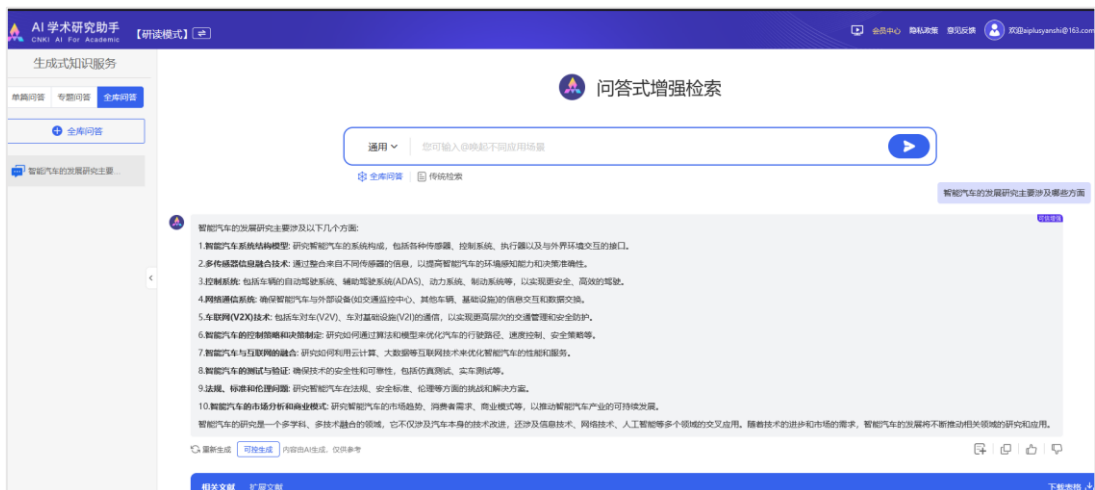 AI 学术研究助手
CNKI AI For Academic
【研读模式】
会员中心 隐私政策 意见反馈 欢迎aiplusyanshi@163.com
生成式知识服务
单篇问答 专题问答 全库问答
全库问答
智能汽车的发展研究主要...
问答式增强检索
通用 您可输入@唤起不同应用场景
全库问答 传统检索
智能汽车的发展研究主要涉及哪些方面
可信增强
智能汽车的发展研究主要涉及以下几个方面:
1.智能汽车系统结构模型: 研究智能汽车的系统构成，包括各种传感器、控制系统、执行器以及与外界环境交互的接口。
2.多传感器信息融合技术: 通过整合来自不同传感器的信息，以提高智能汽车的环境感知能力和决策准确性。
3.控制系统: 包括车辆的自动驾驶系统、辅助驾驶系统(ADAS)、动力系统、制动系统等，以实现更安全、高效的驾驶。
4.网络通信系统: 确保智能汽车与外部设备(如交通监控中心、其他车辆、基础设施)的信息交互和数据交换。
5.车联网(V2X)技术: 包括车对车(V2V)、车对基础设施(V2I)的通信，以实现更高层次的交通管理和安全防护。
6.智能汽车的控制策略和决策制定: 研究如何通过算法和模型来优化汽车的行驶路径、速度控制、安全策略等。
7.智能汽车与互联网的融合: 研究如何利用云计算、大数据等互联网技术来优化智能汽车的性能和服务。
8.智能汽车的测试与验证: 确保技术的安全性和可靠性，包括仿真测试、实车测试等。
9.法规、标准和伦理问题: 研究智能汽车在法规、安全标准、伦理等方面的挑战和解决方案。
10.智能汽车的市场分析和商业模式: 研究智能汽车的市场趋势、消费者需求、商业模式等，以推动智能汽车产业的可持续发展。
智能汽车的研究是一个多学科、多技术融合的领域，它不仅涉及汽车本身的技术改进，还涉及信息技术、网络技术、人工智能等多个领域的交叉应用。随着技术的进步和市场的需求，智能汽车的发展将不断推动相关领域的研究和应用。
重新生成 可控生成 内容由AI生成，仅供参考
相关文献 扩展文献 下载表格